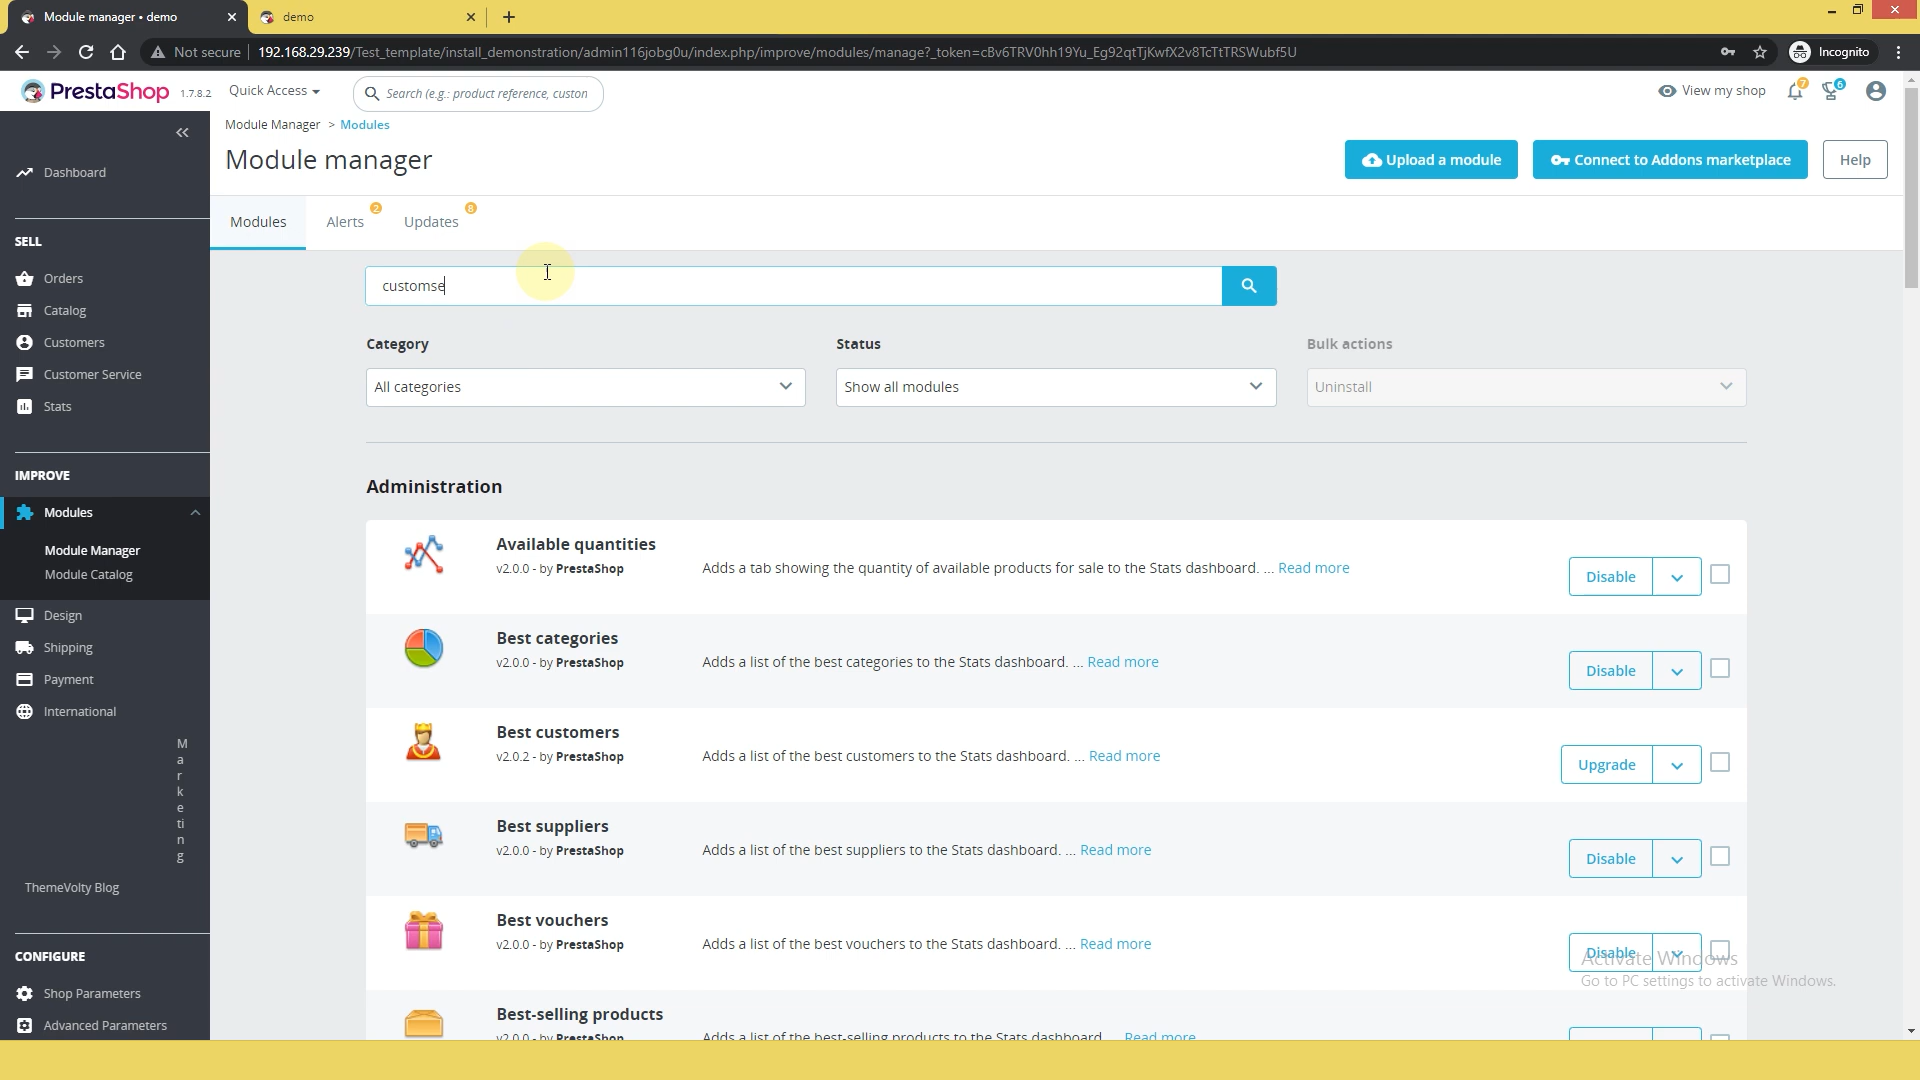 Module manager • demo
demo
Not secure
192.168.29.239/Test_template/install_demonstration/admin116jobg0u/index.php/improve/modules/manage?_token=cBv6TRV0hh19Yu_Eg92qtTjKwfX2v8TcTtTRSWubf5U
Incognito
PrestaShop 1.7.8.2
Quick Access
Search (e.g.: product reference, custon
View my shop
7
6
Module Manager > Modules
Module manager
Upload a module
Connect to Addons marketplace
Help
Modules
Alerts 2
Updates 8
Dashboard
SELL
Orders
Catalog
Customers
Customer Service
Stats
IMPROVE
Modules
Module Manager
Module Catalog
Design
Shipping
Payment
International
Marketing
ThemeVolty Blog
CONFIGURE
Shop Parameters
Advanced Parameters
customse
Category
Status
Bulk actions
All categories
Show all modules
Uninstall
Administration
Available quantities
v2.0.0 - by PrestaShop
Adds a tab showing the quantity of available products for sale to the Stats dashboard. ... Read more
Disable
Best categories
v2.0.0 - by PrestaShop
Adds a list of the best categories to the Stats dashboard. ... Read more
Disable
Best customers
v2.0.2 - by PrestaShop
Adds a list of the best customers to the Stats dashboard. ... Read more
Upgrade
Best suppliers
v2.0.0 - by PrestaShop
Adds a list of the best suppliers to the Stats dashboard. ... Read more
Disable
Best vouchers
v2.0.0 - by PrestaShop
Adds a list of the best vouchers to the Stats dashboard. ... Read more
Disable
Activate Windows
Go to PC settings to activate Windows.
Best-selling products
v2.0.0 - by PrestaShop
Adds a list of the best-selling products to the Stats dashboard. ... Read more